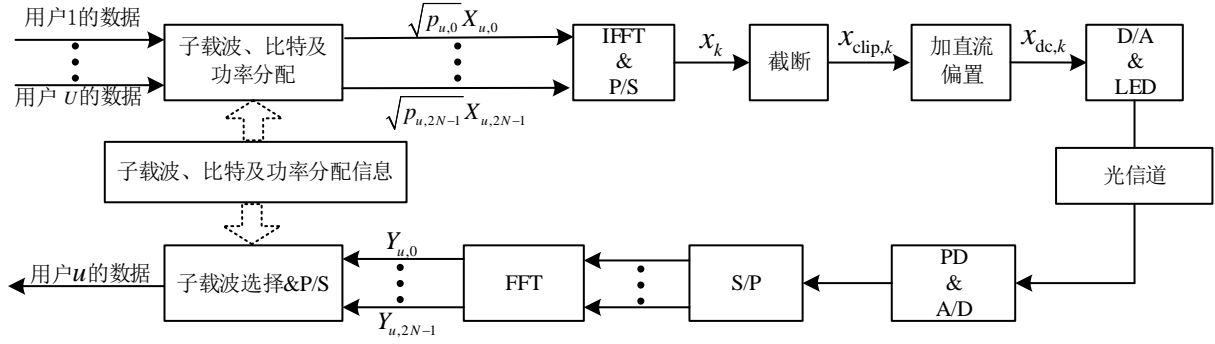 用户1的数据
用户U的数据
子载波、比特及
功率分配
√p_{u,0} X_{u,0}
√p_{u,2N−1} X_{u,2N−1}
IFFT
&
P/S
x_k
截断
x_{clip,k}
加直流
偏置
x_{dc,k}
D/A
&
LED
子载波、比特及功率分配信息
光信道
用户u的数据
子载波选择&P/S
Y_{u,0}
Y_{u,2N−1}
FFT
S/P
PD
&
A/D